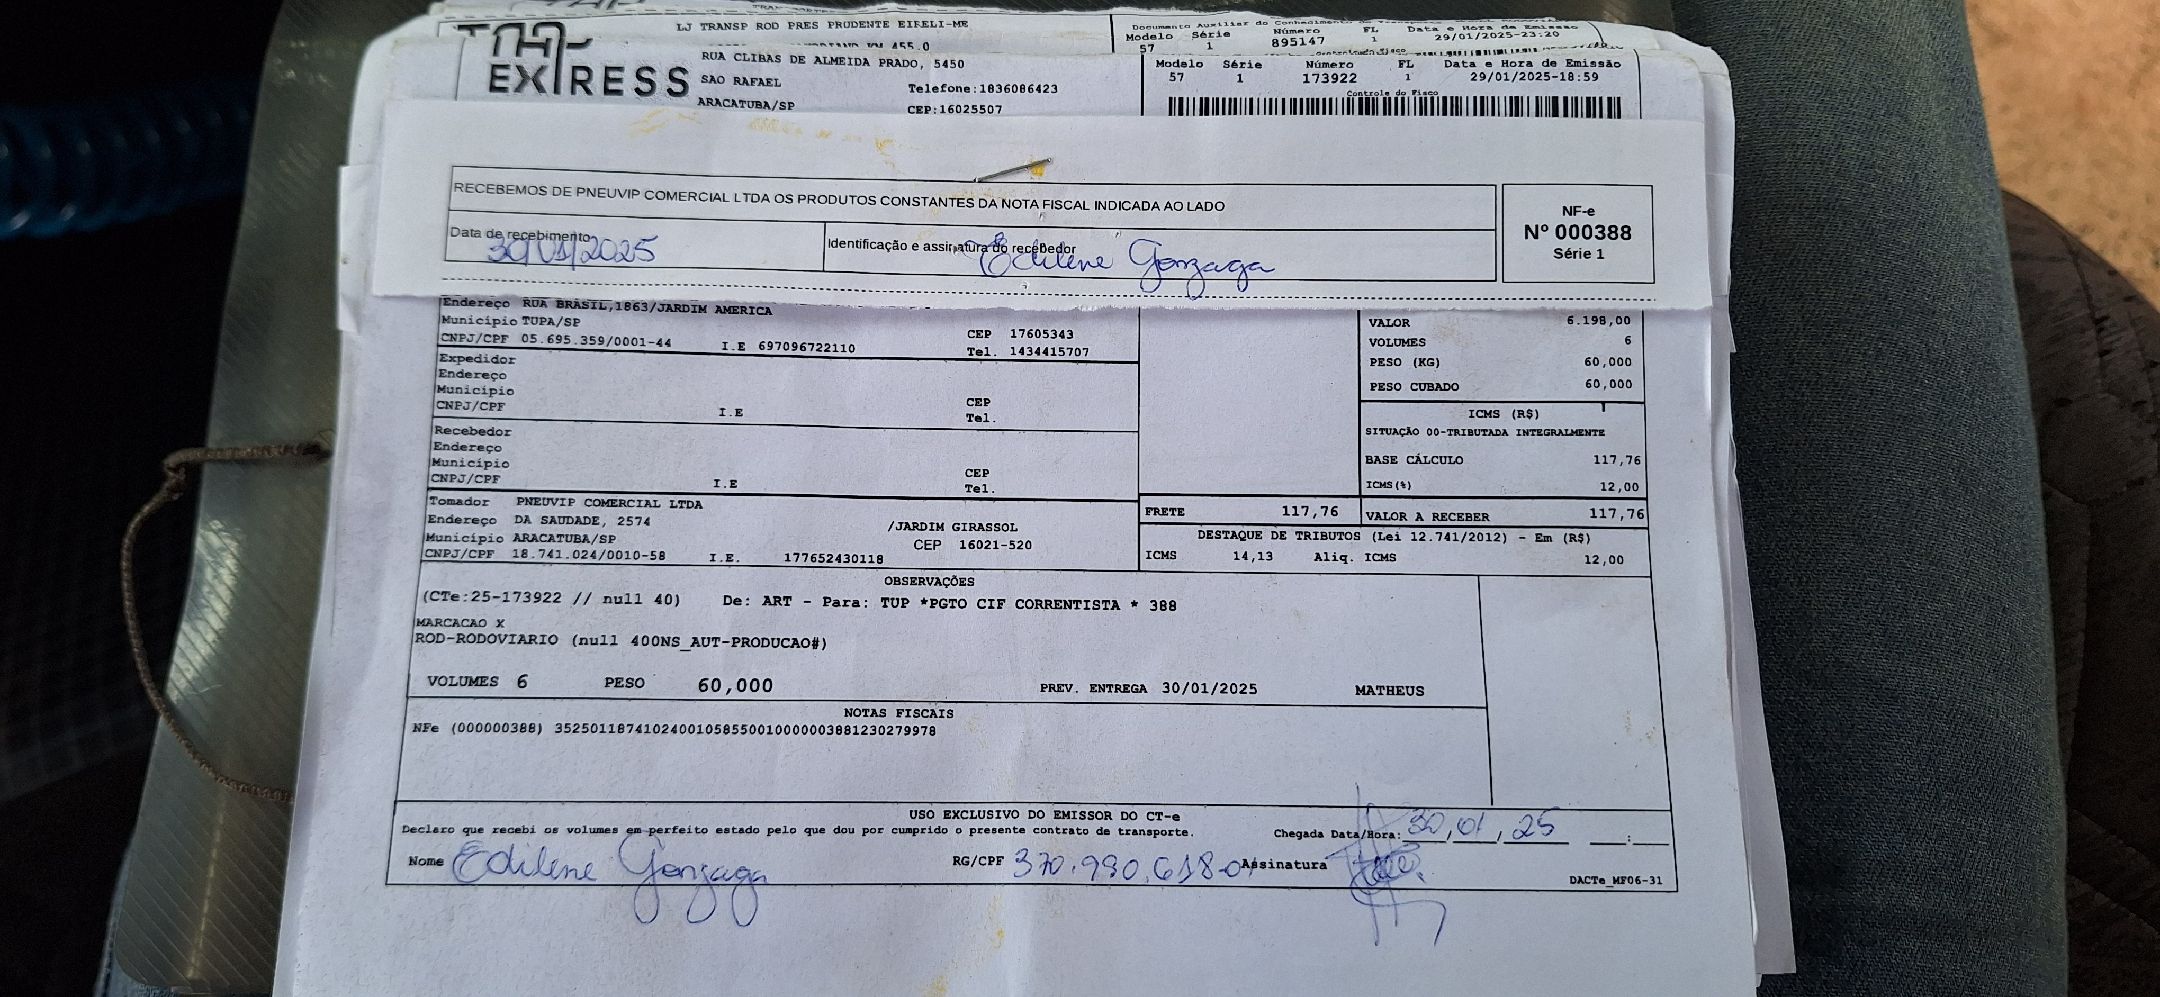 LJ TRANSP ROD PRES PRUDENTE EIRELI-ME
KM 455.0
Documento Auxiliar do Conhecimento de Transporte
Modelo Série Número FL Data e Hora de Emissão
57 1 895147 1 29/01/2025-23:20
EXPRESS
RUA CLIBAS DE ALMEIDA PRADO, 5450
SAO RAFAEL
Telefone:1836086423
ARACATUBA/SP
CEP:16025507
Modelo Série Número FL Data e Hora de Emissão
57 1 173922 1 29/01/2025-18:59
Controle do Fisco
RECEBEMOS DE PNEUVIP COMERCIAL LTDA OS PRODUTOS CONSTANTES DA NOTA FISCAL INDICADA AO LADO
Data de recebimento
30/01/2025
Identificação e assinatura do recebedor
Edilene Gonzaga
NF-e
Nº 000388
Série 1
Endereço RUA BRASIL,1863/JARDIM AMERICA
Município TUPA/SP CEP 17605343
CNPJ/CPF 05.695.359/0001-44 I.E 697096722110 Tel. 1434415707
Expedidor
Endereço
Município CEP
CNPJ/CPF I.E Tel.
Recebedor
Endereço
Município CEP
CNPJ/CPF I.E Tel.
Tomador PNEUVIP COMERCIAL LTDA
Endereço DA SAUDADE, 2574 /JARDIM GIRASSOL
Município ARACATUBA/SP CEP 16021-520
CNPJ/CPF 18.741.024/0010-58 I.E. 177652430118
VALOR 6.198,00
VOLUMES 6
PESO (KG) 60,000
PESO CUBADO 60,000
ICMS (R$)
SITUAÇÃO 00-TRIBUTADA INTEGRALMENTE
BASE CÁLCULO 117,76
ICMS(%) 12,00
FRETE 117,76 VALOR A RECEBER 117,76
DESTAQUE DE TRIBUTOS (Lei 12.741/2012) - Em (R$)
ICMS 14,13 Aliq. ICMS 12,00
OBSERVAÇÕES
(CTe:25-173922 // null 40) De: ART - Para: TUP *PGTO CIF CORRENTISTA * 388
MARCACAO X
ROD-RODOVIARIO (null 400NS_AUT-PRODUCAO#)
VOLUMES 6 PESO 60,000 PREV. ENTREGA 30/01/2025 MATHEUS
NOTAS FISCAIS
NFe (000000388) 35250118741024001058550010000003881230279978
USO EXCLUSIVO DO EMISSOR DO CT-e
Declaro que recebi os volumes em perfeito estado pelo que dou por cumprido o presente contrato de transporte. Chegada Data/Hora: 30/01/25 :
Nome Edilene Gonzaga RG/CPF 370.990.618-04 Assinatura
DACTe_MF06-31